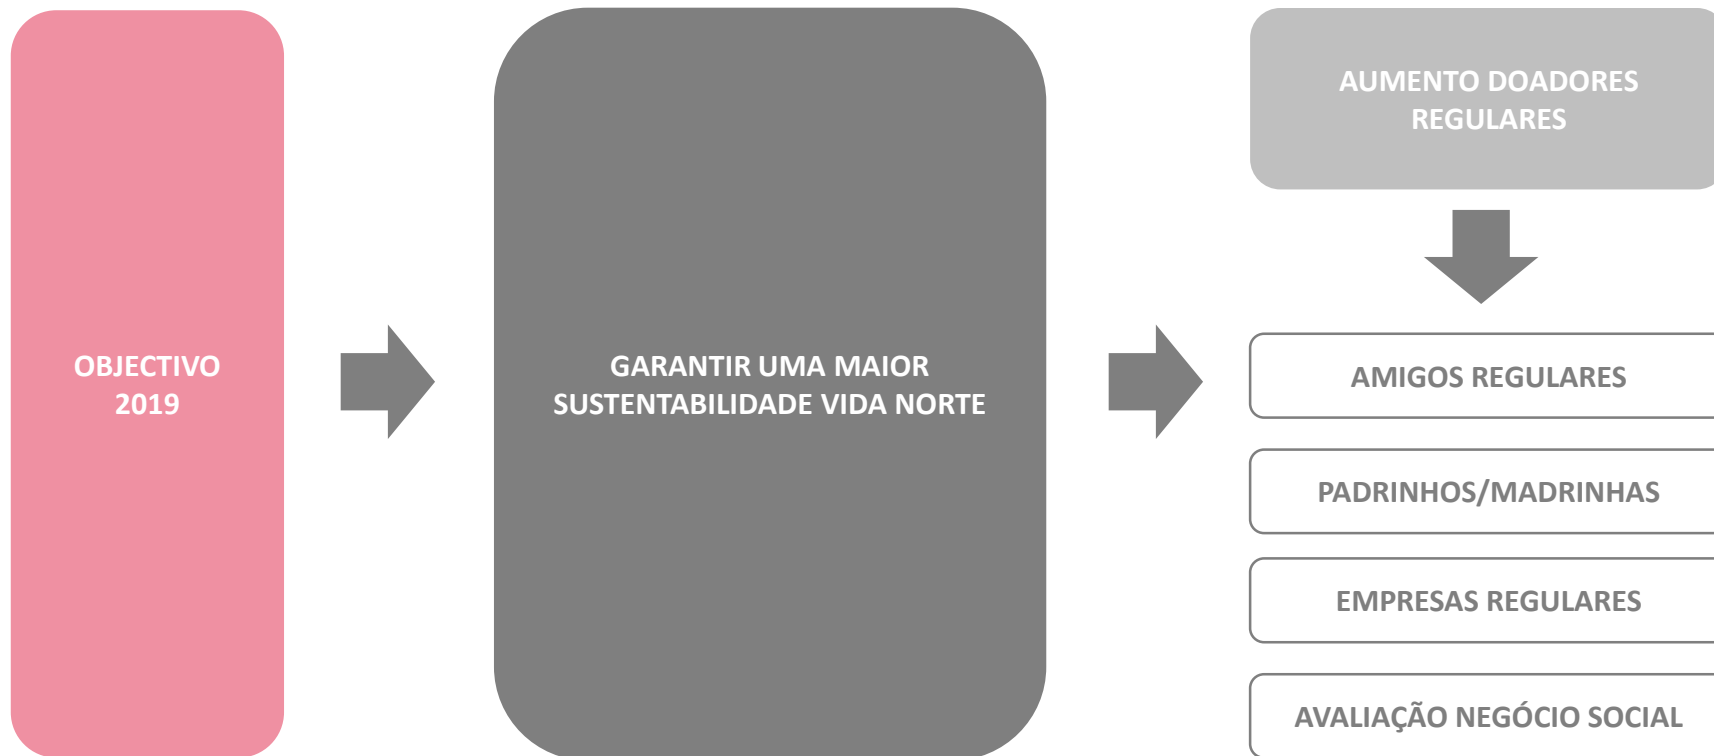 OBJECTIVO
2019
GARANTIR UMA MAIOR
SUSTENTABILIDADE VIDA NORTE
AUMENTO DOADORES
REGULARES
AMIGOS REGULARES
PADRINHOS/MADRINHAS
EMPRESAS REGULARES
AVALIAÇÃO NEGÓCIO SOCIAL